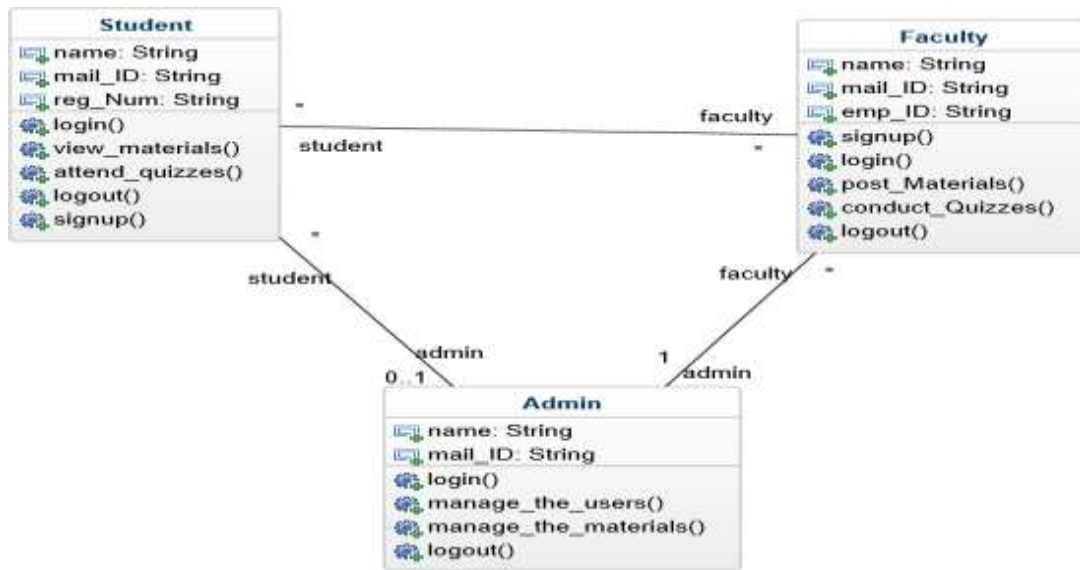 Student
name: String
mail_ID: String
reg_Num: String
login()
view_materials()
attend_quizzes()
logout()
signup()
Faculty
name: String
mail_ID: String
emp_ID: String
signup()
login()
post_Materials()
conduct_Quizzes()
logout()
*
student
faculty
*
*
student
faculty
*
admin
0..1
1
admin
Admin
name: String
mail_ID: String
login()
manage_the_users()
manage_the_materials()
logout()